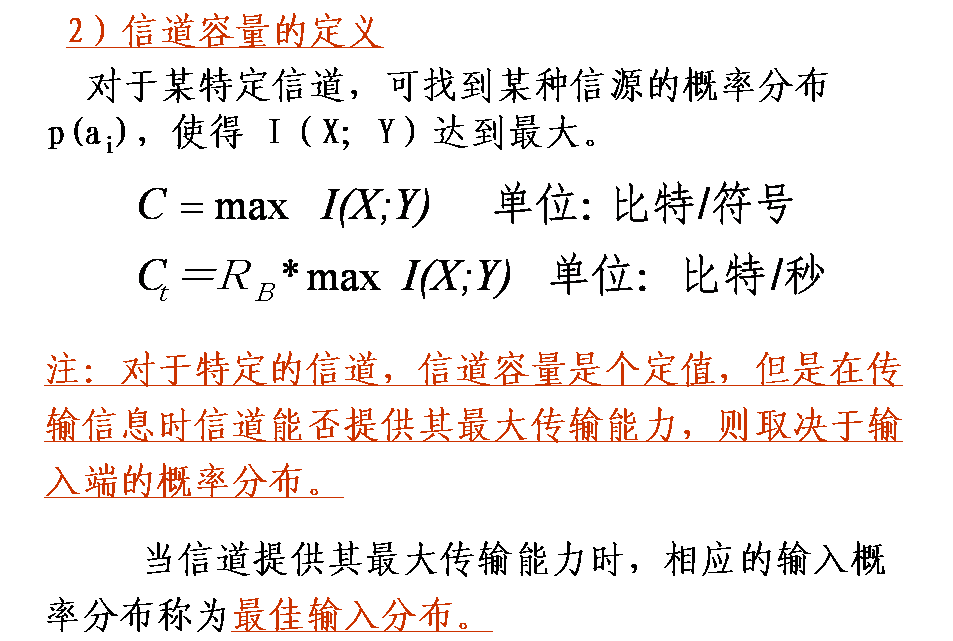 2）信道容量的定义
对于某特定信道，可找到某种信源的概率分布
p(ai)，使得 I（X; Y）达到最大。
C = max I(X;Y) 单位: 比特/符号
Ct＝RB*max I(X;Y) 单位: 比特/秒
注：对于特定的信道，信道容量是个定值，但是在传
输信息时信道能否提供其最大传输能力，则取决于输
入端的概率分布。
当信道提供其最大传输能力时，相应的输入概
率分布称为最佳输入分布。